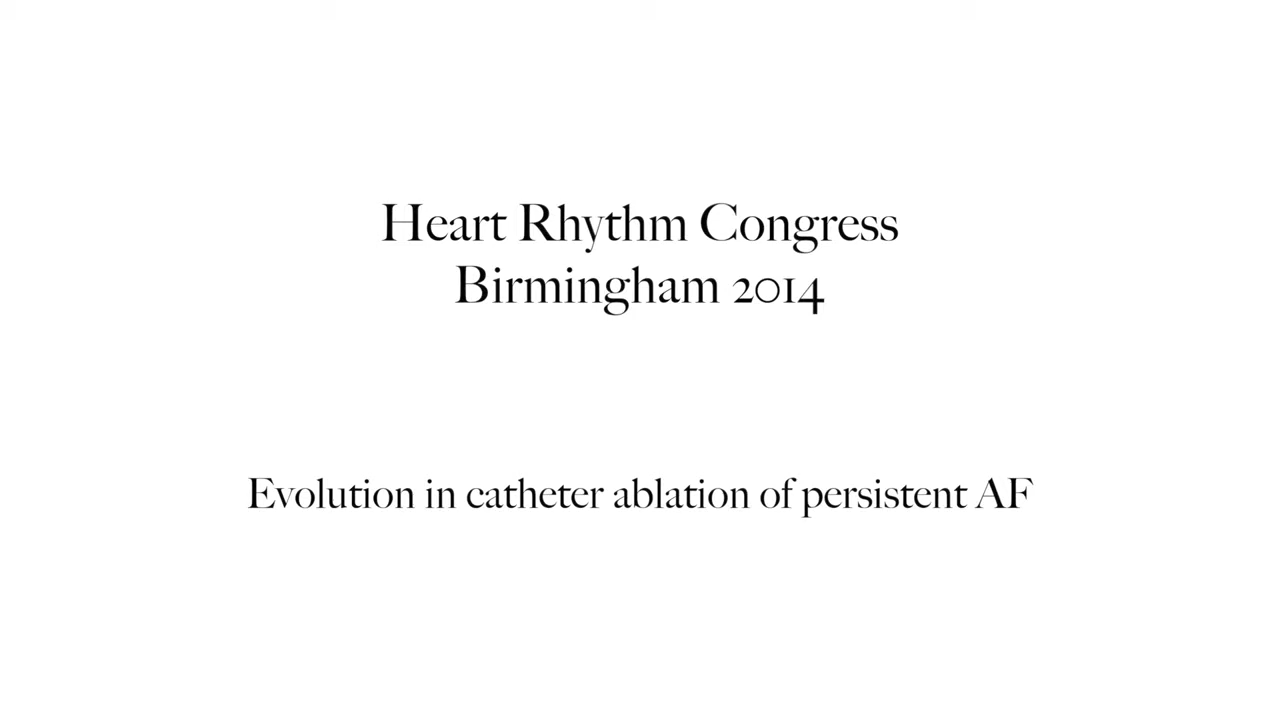 Heart Rhythm Congress
Birmingham 2014
Evolution in catheter ablation of persistent AF